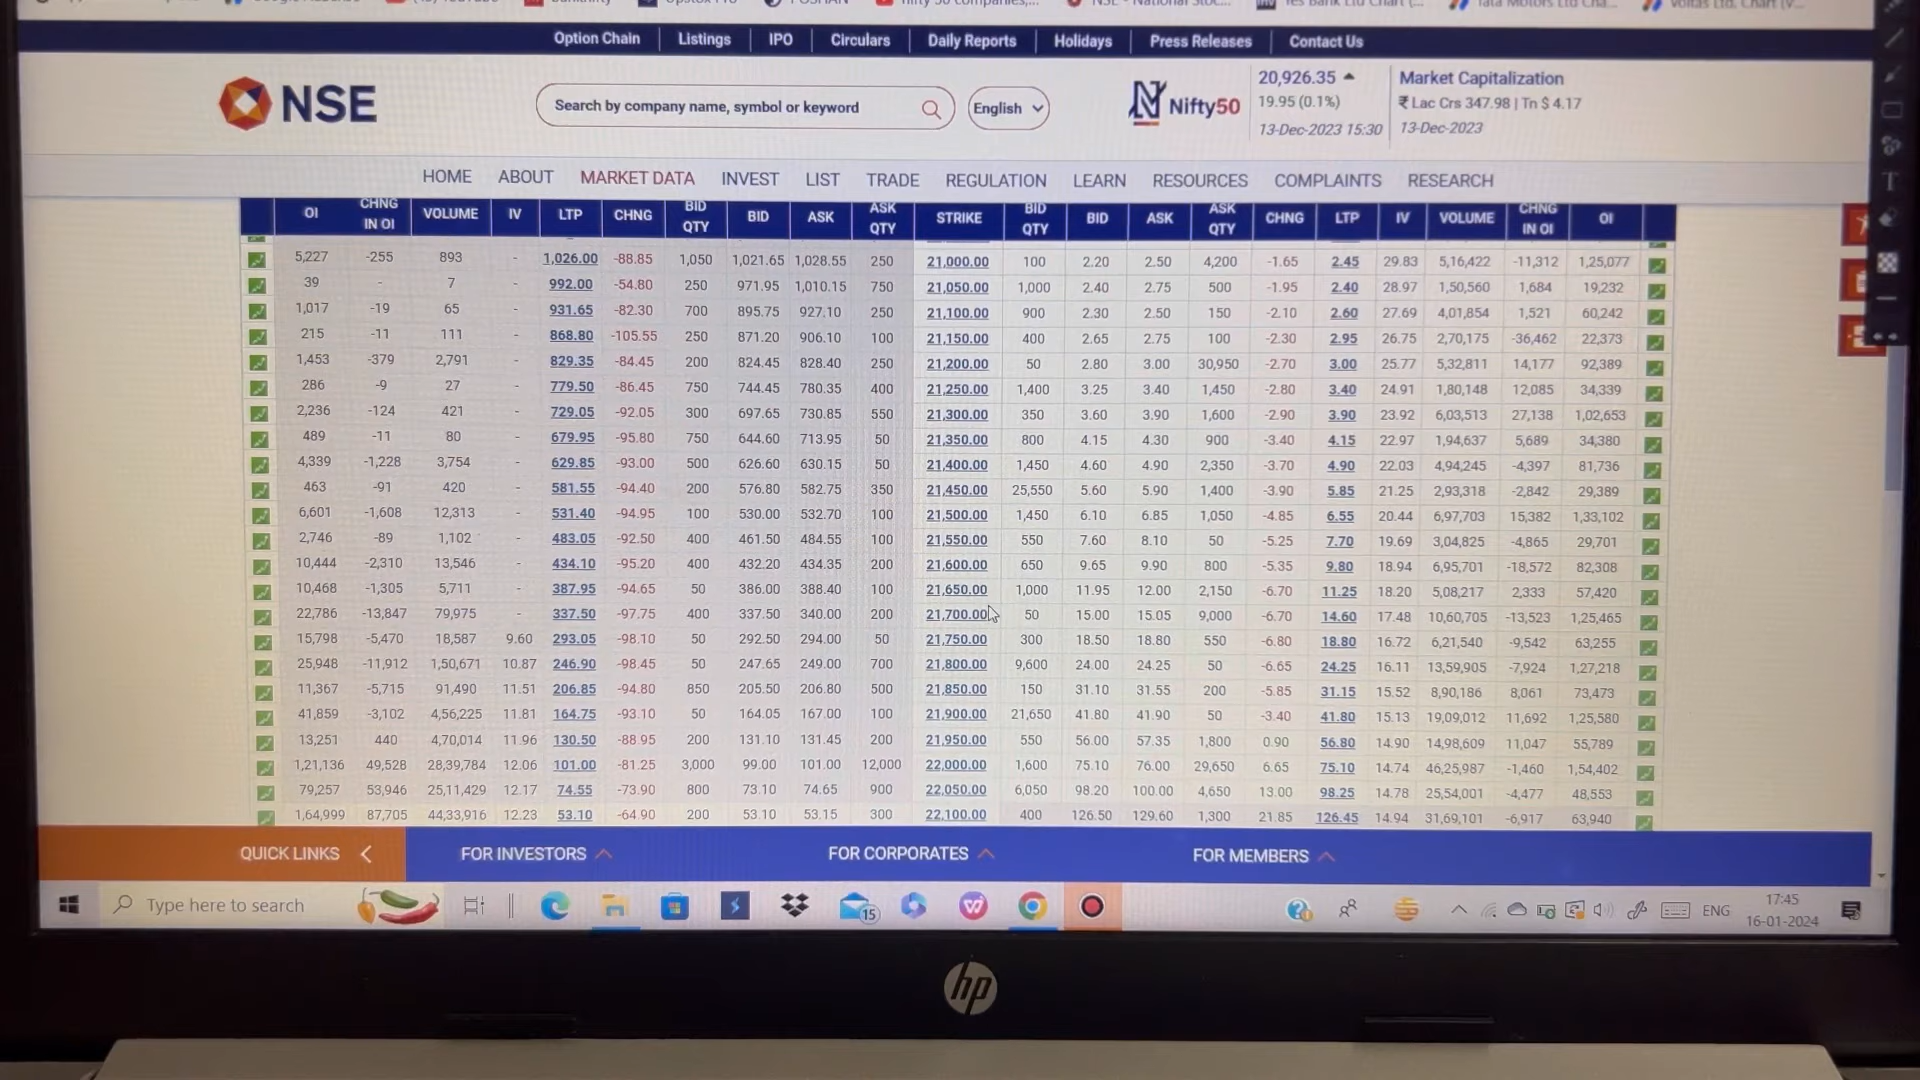 Option Chain Listings IPO Circulars Daily Reports Holidays Press Releases Contact Us
NSE
Search by company name, symbol or keyword
English
Nifty50
20,926.35
19.95 (0.1%)
13-Dec-2023 15:30
Market Capitalization
₹ Lac Crs 347.98 | Tn $ 4.17
13-Dec-2023
HOME ABOUT MARKET DATA INVEST LIST TRADE REGULATION LEARN RESOURCES COMPLAINTS RESEARCH
OI CHNG IN OI VOLUME IV LTP CHNG BID QTY BID ASK ASK QTY STRIKE BID QTY BID ASK ASK QTY CHNG LTP IV VOLUME CHNG IN OI OI
5,227 -255 893 - 1,026.00 -88.85 1,050 1,021.65 1,028.55 250 21,000.00 100 2.20 2.50 4,200 -1.65 2.45 29.83 5,16,422 -11,312 1,25,077
39 - 7 - 992.00 -54.80 250 971.95 1,010.15 750 21,050.00 1,000 2.40 2.75 500 -1.95 2.40 28.97 1,50,560 1,684 19,232
1,017 -19 65 - 931.65 -82.30 700 895.75 927.10 250 21,100.00 900 2.30 2.50 150 -2.10 2.60 27.69 4,01,854 1,521 60,242
215 -11 111 - 868.80 -105.55 250 871.20 906.10 100 21,150.00 400 2.65 2.75 100 -2.30 2.95 26.75 2,70,175 -36,462 22,373
1,453 -379 2,791 - 829.35 -84.45 200 824.45 828.40 250 21,200.00 50 2.80 3.00 30,950 -2.70 3.00 25.77 5,32,811 14,177 92,389
286 -9 27 - 779.50 -86.45 750 744.45 780.35 400 21,250.00 1,400 3.25 3.40 1,450 -2.80 3.40 24.91 1,80,148 12,085 34,339
2,236 -124 421 - 729.05 -92.05 300 697.65 730.85 550 21,300.00 350 3.60 3.90 1,600 -2.90 3.90 23.92 6,03,513 27,138 1,02,653
489 -11 80 - 679.95 -95.80 750 644.60 713.95 50 21,350.00 800 4.15 4.30 900 -3.40 4.15 22.97 1,94,637 5,689 34,380
4,339 -1,228 3,754 - 629.85 -93.00 500 626.60 630.15 50 21,400.00 1,450 4.60 4.90 2,350 -3.70 4.90 22.03 4,94,245 -4,397 81,736
463 -91 420 - 581.55 -94.40 200 576.80 582.75 350 21,450.00 25,550 5.60 5.90 1,400 -3.90 5.85 21.25 2,93,318 -2,842 29,389
6,601 -1,608 12,313 - 531.40 -94.95 100 530.00 532.70 100 21,500.00 1,450 6.10 6.85 1,050 -4.85 6.55 20.44 6,97,703 15,382 1,33,102
2,746 -89 1,102 - 483.05 -92.50 400 461.50 484.55 100 21,550.00 550 7.60 8.10 50 -5.25 7.70 19.69 3,04,825 -4,865 29,701
10,444 -2,310 13,546 - 434.10 -95.20 400 432.20 434.35 200 21,600.00 650 9.65 9.90 800 -5.35 9.80 18.94 6,95,701 -18,572 82,308
10,468 -1,305 5,711 - 387.95 -94.65 50 386.00 388.40 100 21,650.00 1,000 11.95 12.00 2,150 -6.70 11.25 18.20 5,08,217 2,333 57,420
22,786 -13,847 79,975 - 337.50 -97.75 400 337.50 340.00 200 21,700.00 50 15.00 15.05 9,000 -6.70 14.60 17.48 10,60,705 -13,523 1,25,465
15,798 -5,470 18,587 9.60 293.05 -98.10 50 292.50 294.00 50 21,750.00 300 18.50 18.80 550 -6.80 18.80 16.72 6,21,540 -9,542 63,255
25,948 -11,912 1,50,671 10.87 246.90 -98.45 50 247.65 249.00 700 21,800.00 9,600 24.00 24.25 50 -6.65 24.25 16.11 13,59,905 -7,924 1,27,218
11,367 -5,715 91,490 11.51 206.85 -94.80 850 205.50 206.80 500 21,850.00 150 31.10 31.55 200 -5.85 31.15 15.52 8,90,186 8,061 73,473
41,859 -3,102 4,56,225 11.81 164.75 -93.10 50 164.05 167.00 100 21,900.00 21,650 41.80 41.90 50 -3.40 41.80 15.13 19,09,012 11,692 1,25,580
13,251 440 4,70,014 11.96 130.50 -88.95 200 131.10 131.45 200 21,950.00 550 56.00 57.35 1,800 0.90 56.80 14.90 14,98,609 11,047 55,789
1,21,136 49,528 28,39,784 12.06 101.00 -81.25 3,000 99.00 101.00 12,000 22,000.00 1,600 75.10 76.00 29,650 6.65 75.10 14.74 46,25,987 -1,460 1,54,402
79,257 53,946 25,11,429 12.17 74.55 -73.90 800 73.10 74.65 900 22,050.00 6,050 98.20 100.00 4,650 13.00 98.25 14.78 25,54,001 -4,477 48,553
1,64,999 87,705 44,33,916 12.23 53.10 -64.90 200 53.10 53.15 300 22,100.00 400 126.50 129.60 1,300 21.85 126.45 14.94 31,69,101 -6,917 63,940
QUICK LINKS FOR INVESTORS FOR CORPORATES FOR MEMBERS
Type here to search
15
ENG
17:45
16-01-2024
hp